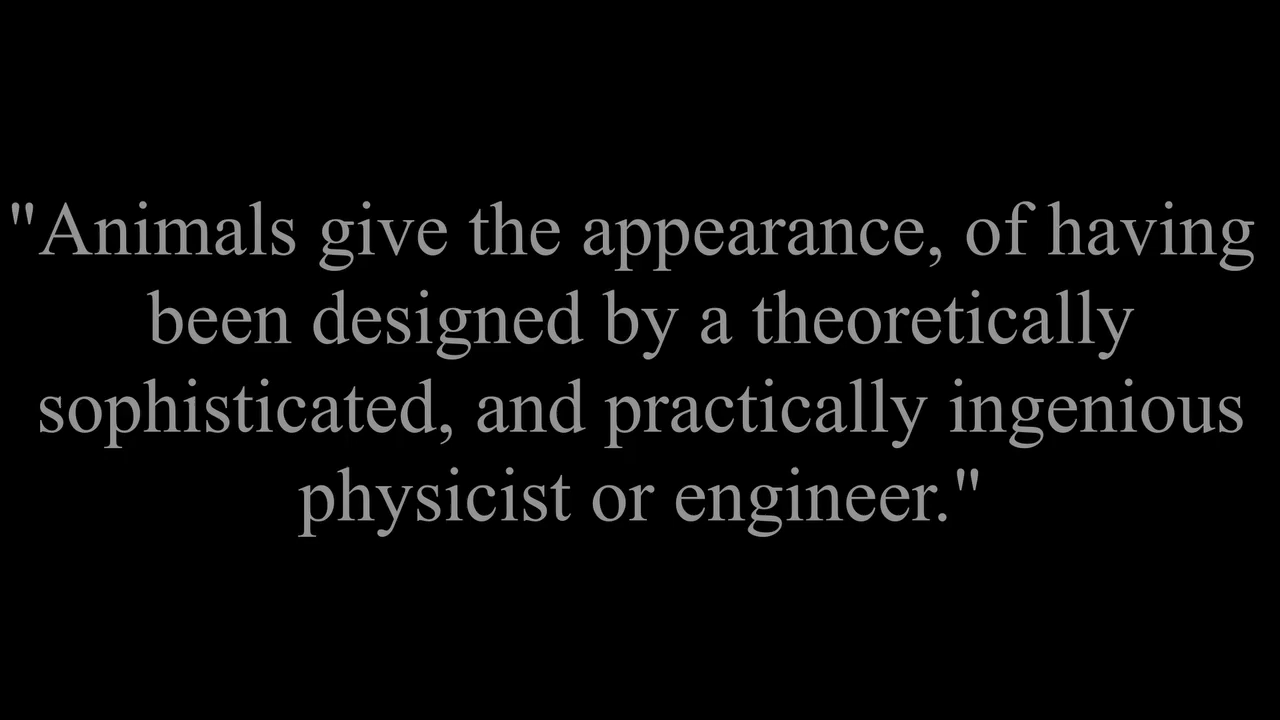 "Animals give the appearance, of having
been designed by a theoretically
sophisticated, and practically ingenious
physicist or engineer."